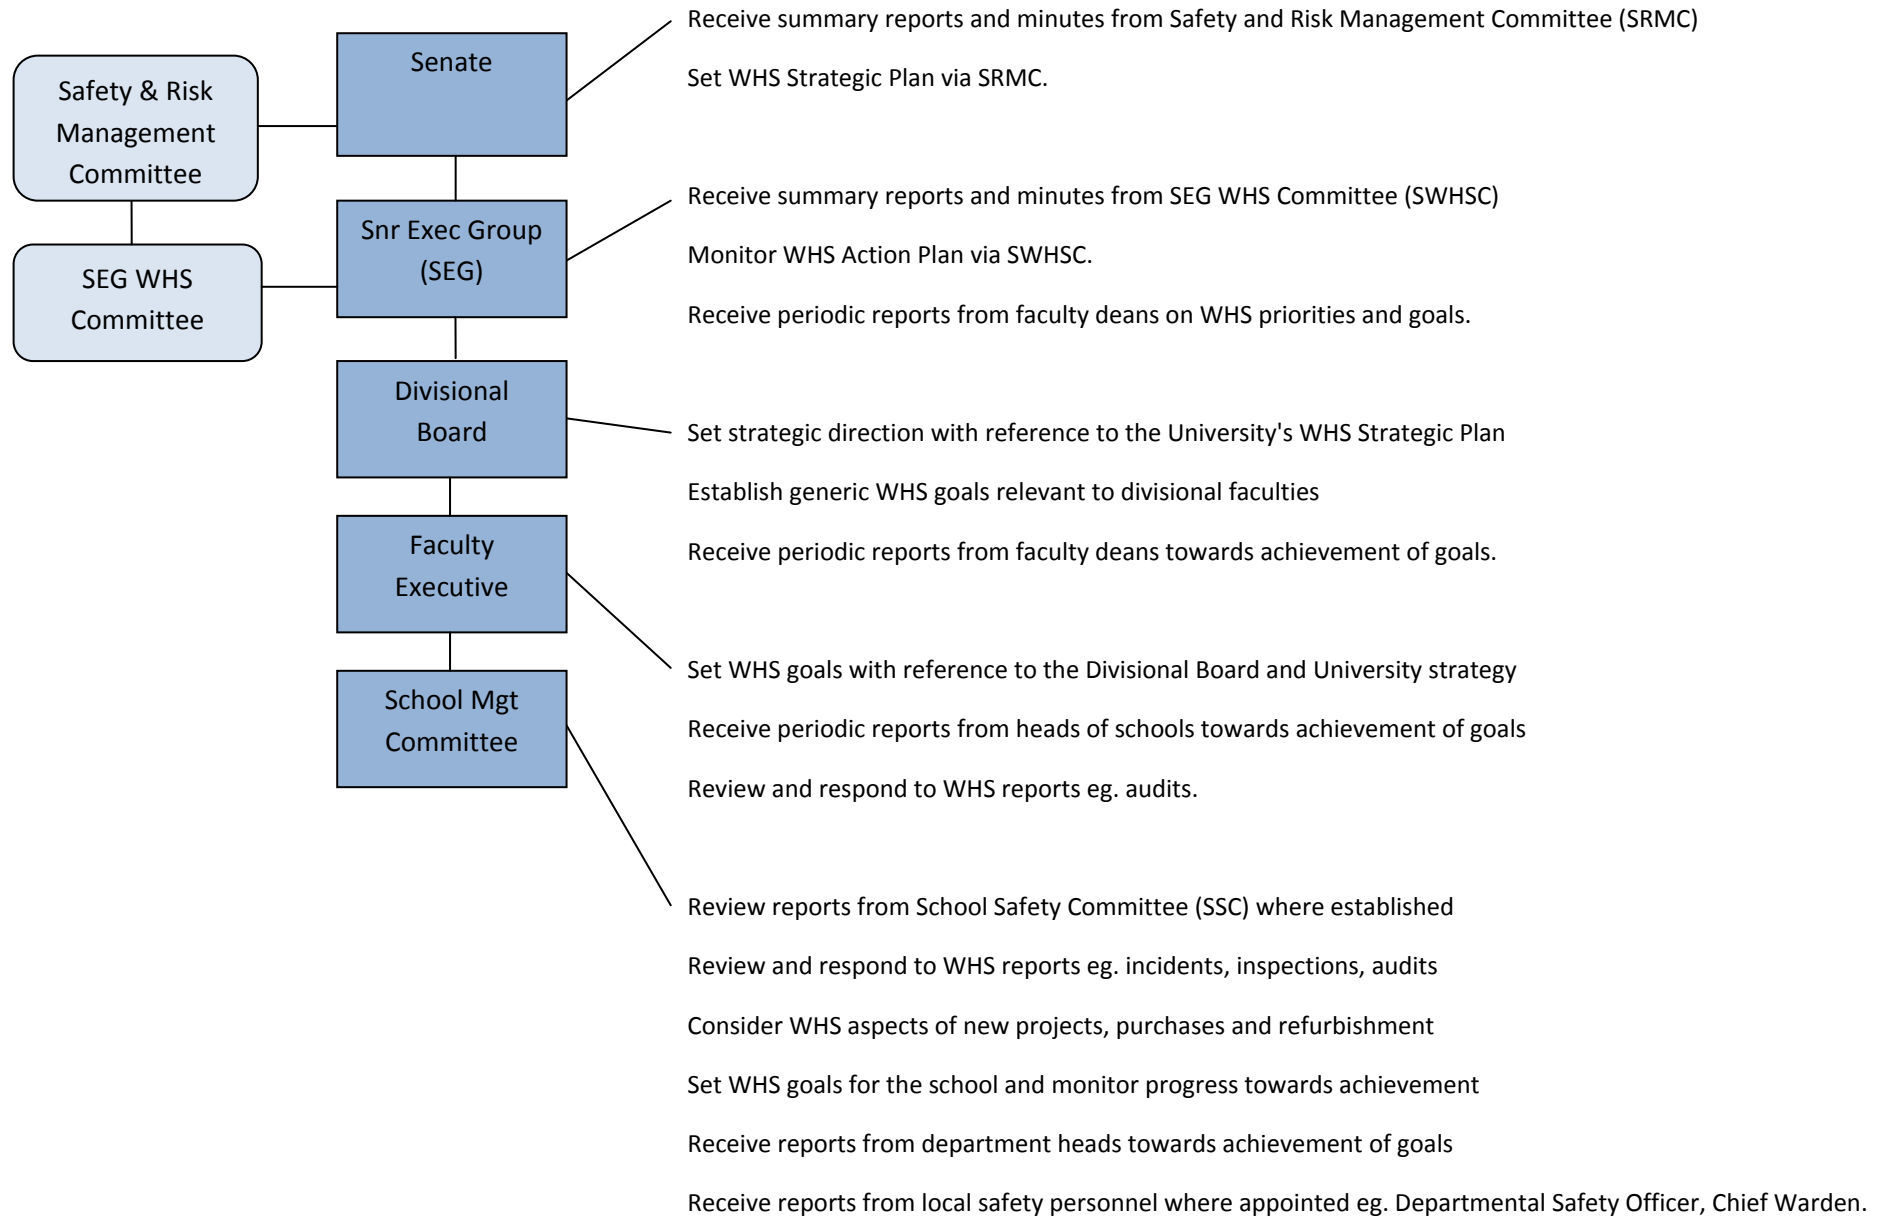 Receive summary reports and minutes from Safety and Risk Management Committee (SRMC)
Set WHS Strategic Plan via SRMC.
Senate
Safety & Risk
Management
Committee
Receive summary reports and minutes from SEG WHS Committee (SWHSC)
Monitor WHS Action Plan via SWHSC.
Receive periodic reports from faculty deans on WHS priorities and goals.
Snr Exec Group
(SEG)
SEG WHS
Committee
Divisional
Board
Set strategic direction with reference to the University's WHS Strategic Plan
Establish generic WHS goals relevant to divisional faculties
Receive periodic reports from faculty deans towards achievement of goals.
Faculty
Executive
Set WHS goals with reference to the Divisional Board and University strategy
Receive periodic reports from heads of schools towards achievement of goals
Review and respond to WHS reports eg. audits.
School Mgt
Committee
Review reports from School Safety Committee (SSC) where established
Review and respond to WHS reports eg. incidents, inspections, audits
Consider WHS aspects of new projects, purchases and refurbishment
Set WHS goals for the school and monitor progress towards achievement
Receive reports from department heads towards achievement of goals
Receive reports from local safety personnel where appointed eg. Departmental Safety Officer, Chief Warden.